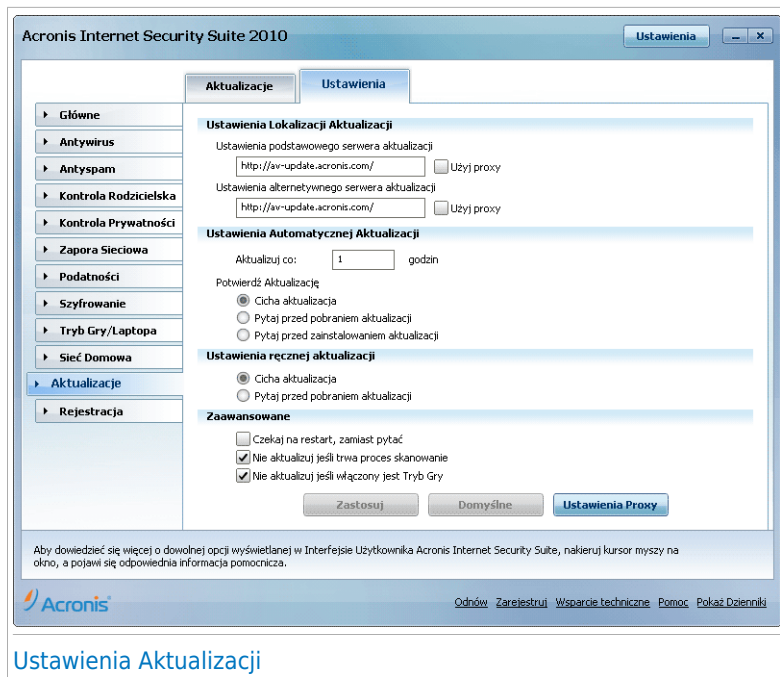 Acronis Internet Security Suite 2010
Ustawienia
Aktualizacje
Ustawienia
Główne
Antywirus
Antyspam
Kontrola Rodzicielska
Kontrola Prywatności
Zapora Sieciowa
Podatności
Szyfrowanie
Tryb Gry/Laptopa
Sieć Domowa
Aktualizacje
Rejestracja
Ustawienia Lokalizacji Aktualizacji
Ustawienia podstawowego serwera aktualizacji
http://av-update.acronis.com/
Użyj proxy
Ustawienia alternetywnego serwera aktualizacji
http://av-update.acronis.com/
Użyj proxy
Ustawienia Automatycznej Aktualizacji
Aktualizuj co: 1 godzin
Potwierdź Aktualizację
Cicha aktualizacja
Pytaj przed pobraniem aktualizacji
Pytaj przed zainstalowaniem aktualizacji
Ustawienia ręcznej aktualizacji
Cicha aktualizacja
Pytaj przed pobraniem aktualizacji
Zaawansowane
Czekaj na restart, zamiast pytać
Nie aktualizuj jeśli trwa proces skanowanie
Nie aktualizuj jeśli włączony jest Tryb Gry
Zastosuj
Domyślne
Ustawienia Proxy
Aby dowiedzieć się więcej o dowolnej opcji wyświetlanej w Interfejsie Użytkownika Acronis Internet Security Suite, nakieruj kursor myszy na
okno, a pojawi się odpowiednia informacja pomocnicza.
Acronis
Odnów Zarejestruj Wsparcie techniczne Pomoc Pokaż Dzienniki
Ustawienia Aktualizacji